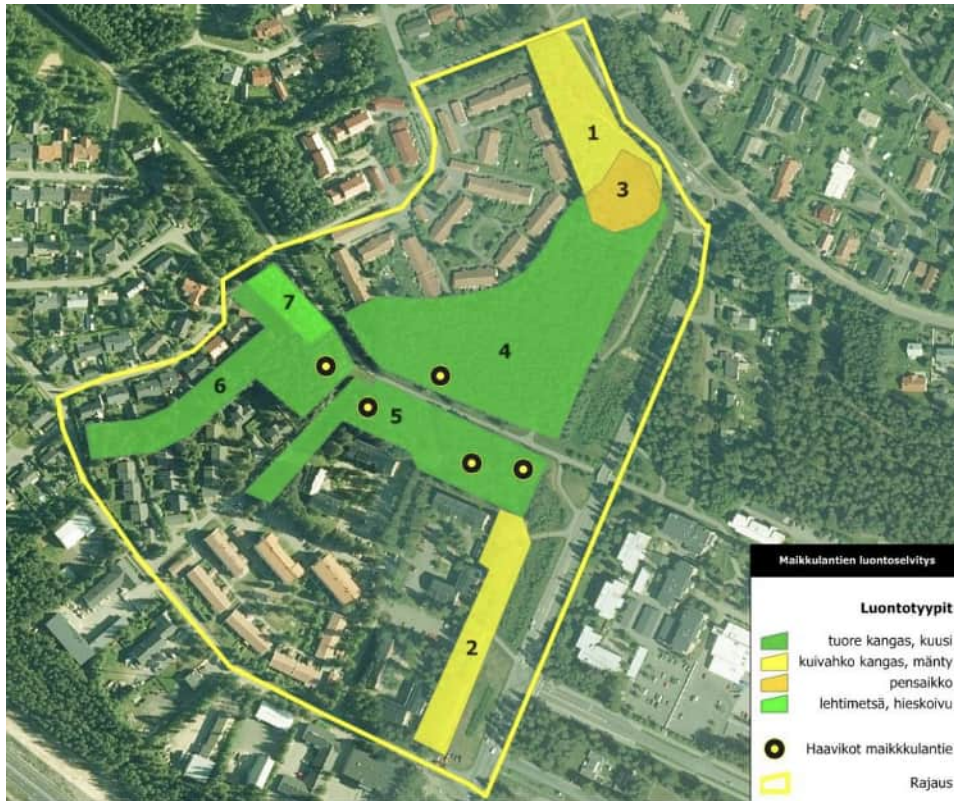 1
3
7
4
6
5
2
Maikkulantien luontoselvitys
Luontotyypit
tuore kangas, kuusi
kuivahko kangas, mänty
pensaikko
lehtimetsä, hieskoivu
Haavikot maikkkulantie
Rajaus